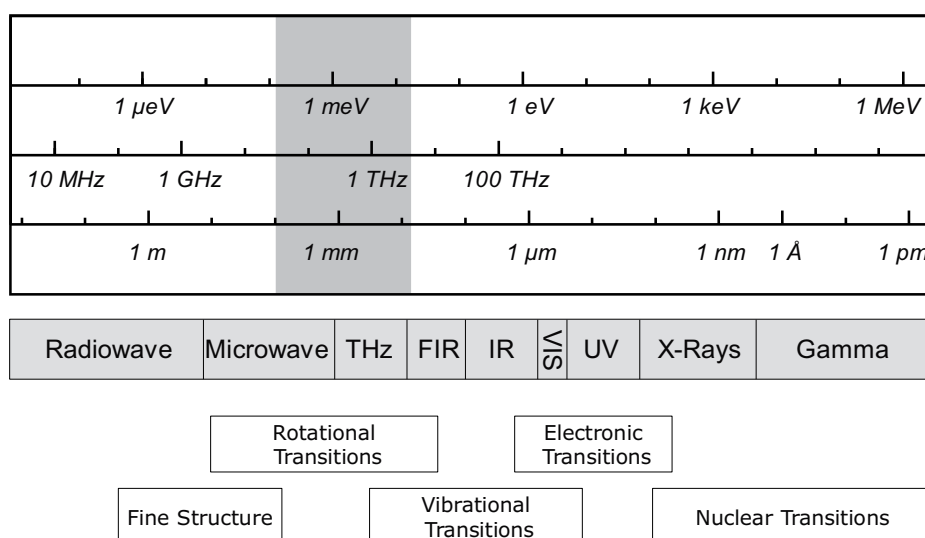 1 µeV 1 meV 1 eV 1 keV 1 MeV
10 MHz 1 GHz 1 THz 100 THz
1 m 1 mm 1 µm 1 nm 1 Å 1 pm
Radiowave Microwave THz FIR IR VIS UV X-Rays Gamma
Rotational
Transitions
Electronic
Transitions
Fine Structure
Vibrational
Transitions
Nuclear Transitions